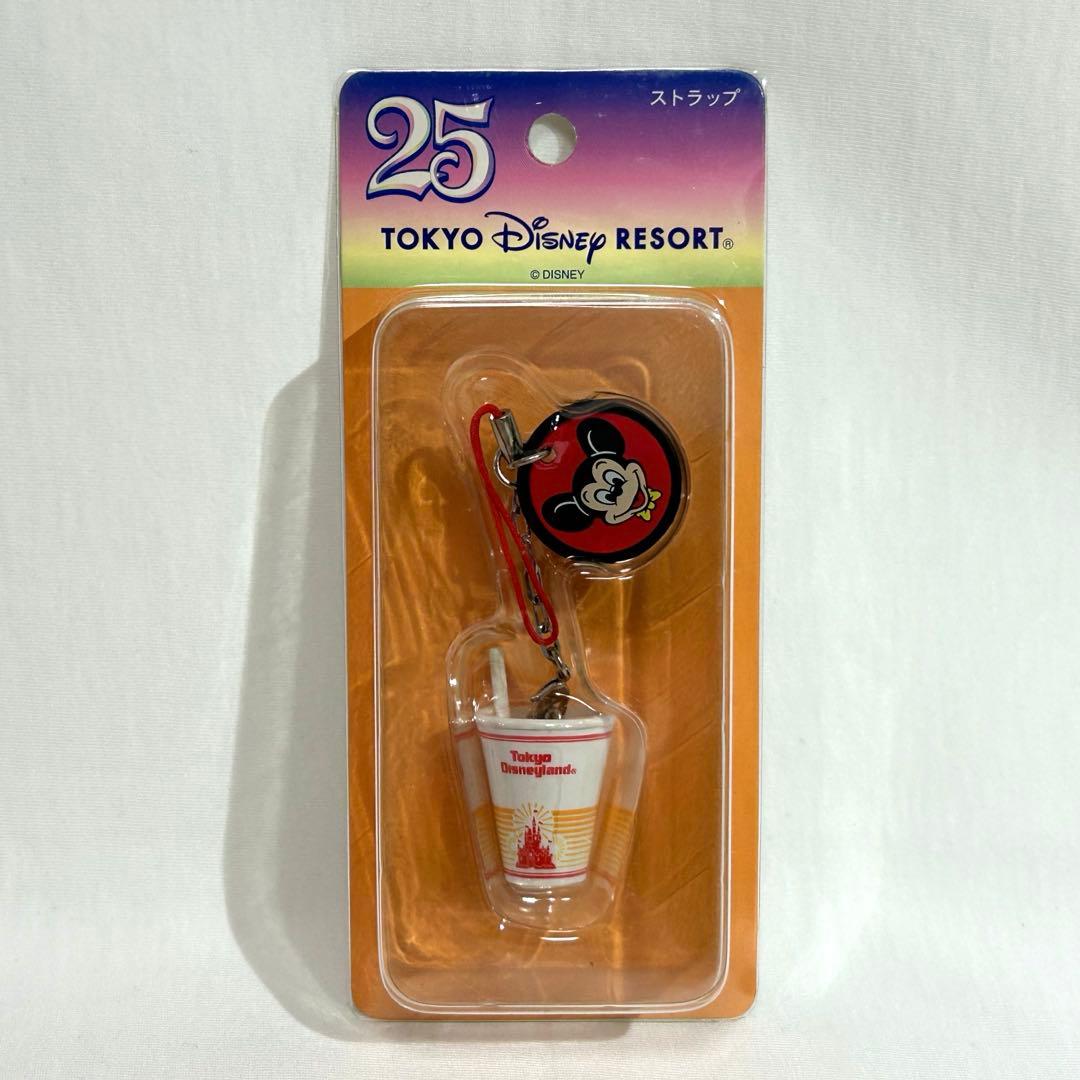 25
ストラップ
TOKYO Disney RESORT®
© DISNEY
Tokyo
Disneyland®